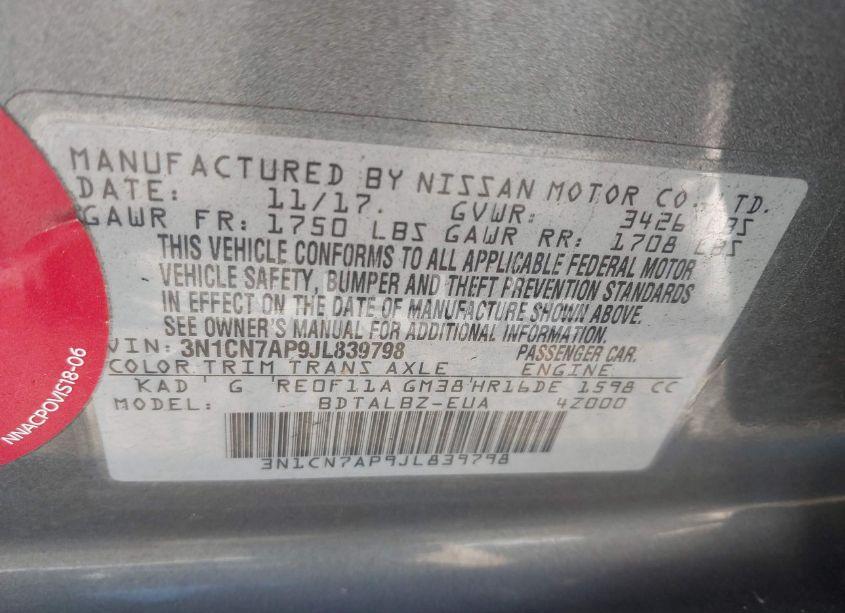 MANUFACTURED BY NISSAN MOTOR CO., LTD.
DATE: 11/17. GVWR: 3426 LBS
GAWR FR: 1750 LBS GAWR RR: 1708 LBS
THIS VEHICLE CONFORMS TO ALL APPLICABLE FEDERAL MOTOR
VEHICLE SAFETY, BUMPER AND THEFT PREVENTION STANDARDS
IN EFFECT ON THE DATE OF MANUFACTURE SHOWN ABOVE.
SEE OWNER'S MANUAL FOR ADDITIONAL INFORMATION.
VIN: 3N1CN7AP9JL839798 PASSENGER CAR.
COLOR TRIM TRANS AXLE ENGINE
KAD G RE0F11A GM38 HR16DE 1598 CC
MODEL: BDTALBZ-EUA 4Z000
3N1CN7AP9JL839798
NNACPOVIS18-06